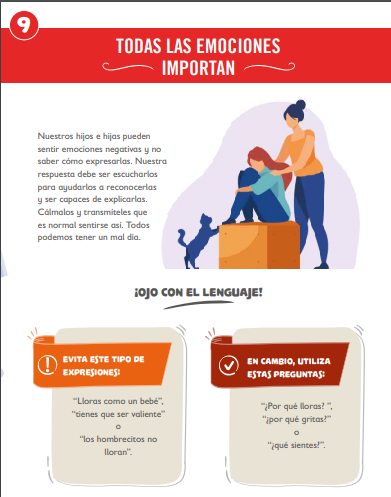 9
TODAS LAS EMOCIONES
IMPORTAN
Nuestros hijos e hijas pueden
sentir emociones negativas y no
saber cómo expresarlas. Nuestra
respuesta debe ser escucharlos
para ayudarlos a reconocerlas
y ser capaces de explicarlas.
Cálmalos y transmíteles que
es normal sentirse así. Todos
podemos tener un mal día.
¡OJO CON EL LENGUAJE!
EVITA ESTE TIPO DE
EXPRESIONES:
“Lloras como un bebé”,
“tienes que ser valiente”
o
“los hombrecitos no
lloran”.
EN CAMBIO, UTILIZA
ESTAS PREGUNTAS:
“¿Por qué lloras? ”,
“¿por qué gritas?”
o
“¿qué sientes?”.